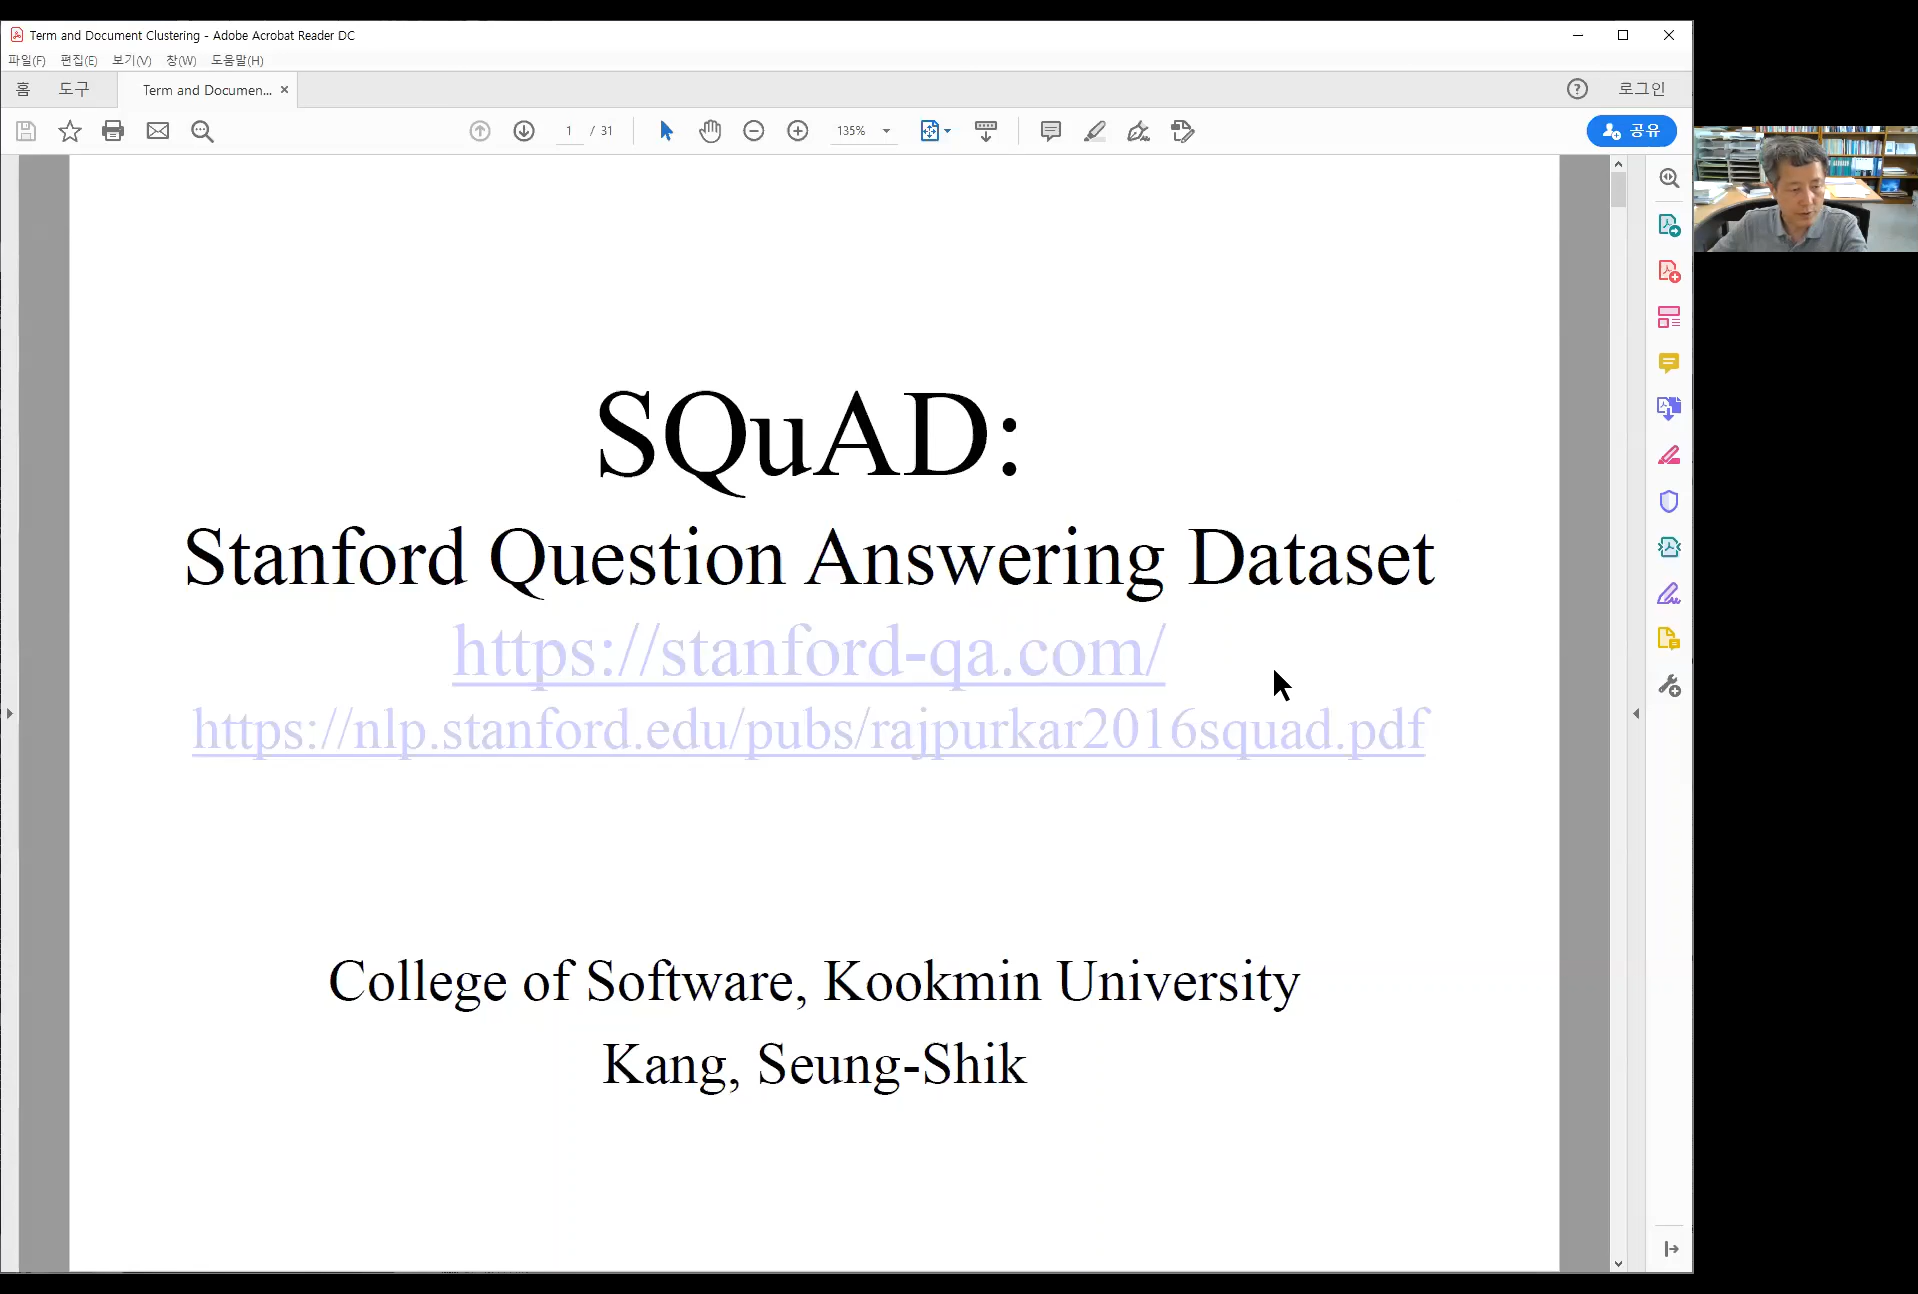 Term and Document Clustering - Adobe Acrobat Reader DC
파일(F) 편집(E) 보기(V) 창(W) 도움말(H)
홈 도구 Term and Documen... × 로그인
1 / 31 135% 공유
SQuAD:
Stanford Question Answering Dataset
https://stanford-qa.com/
https://nlp.stanford.edu/pubs/rajpurkar2016squad.pdf
College of Software, Kookmin University
Kang, Seung-Shik